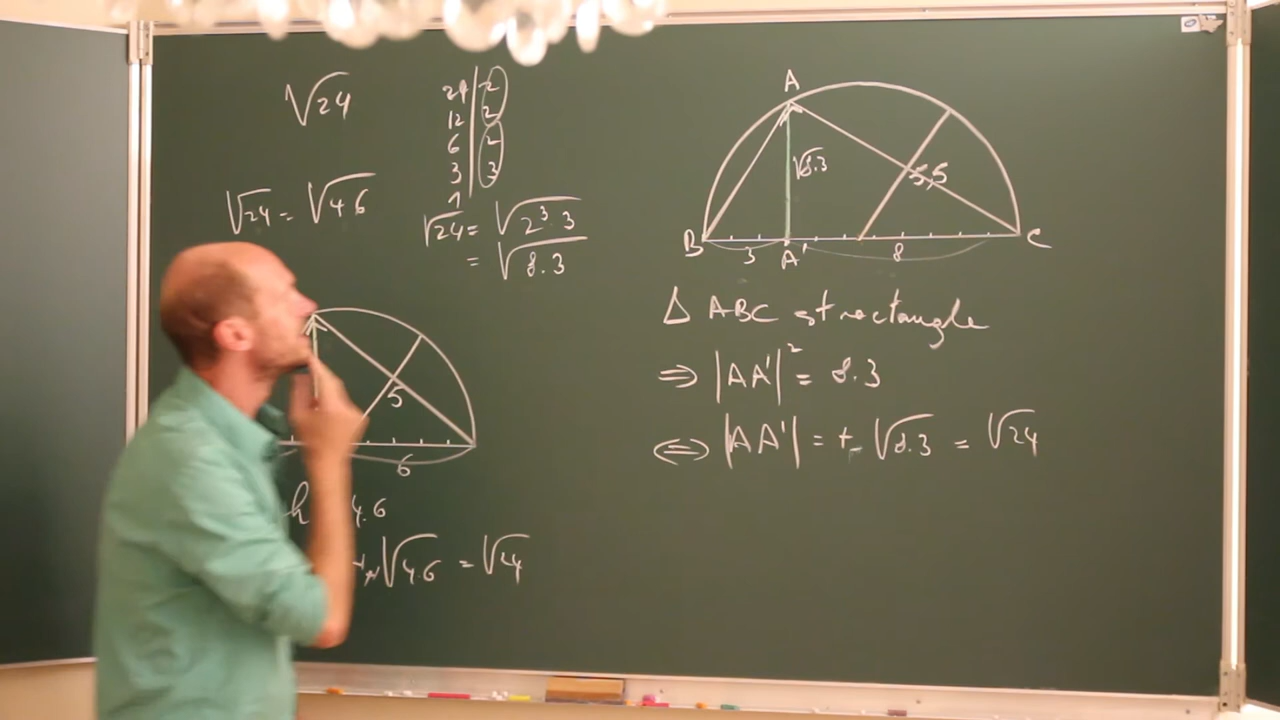 √24
24 | 2
12 | 2
6 | 2
3 | 3
1
√24 = √4.6
√24 = √2³.3
= √8.3
5
6
h 4.6
√4.6 = √24
A
√8.3
5,5
B 3 A' 8 C
Δ ABC est rectangle
⇒ |AA'|² = 8.3
⇔ |AA'| = +- √8.3 = √24